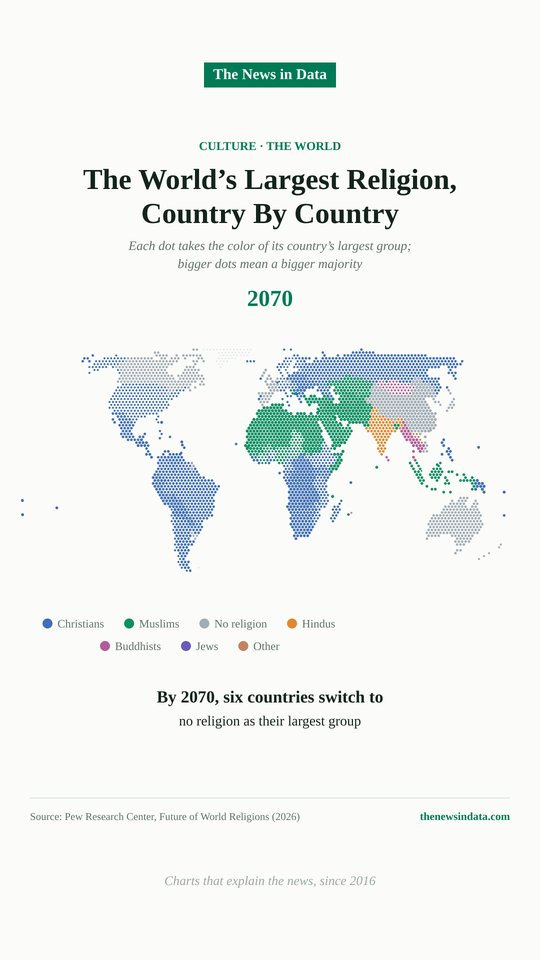 The News in Data
CULTURE · THE WORLD
The World’s Largest Religion,
Country By Country
Each dot takes the color of its country’s largest group;
bigger dots mean a bigger majority
2070
Christians
Muslims
No religion
Hindus
Buddhists
Jews
Other
By 2070, six countries switch to
no religion as their largest group
Source: Pew Research Center, Future of World Religions (2026)
thenewsindata.com
Charts that explain the news, since 2016